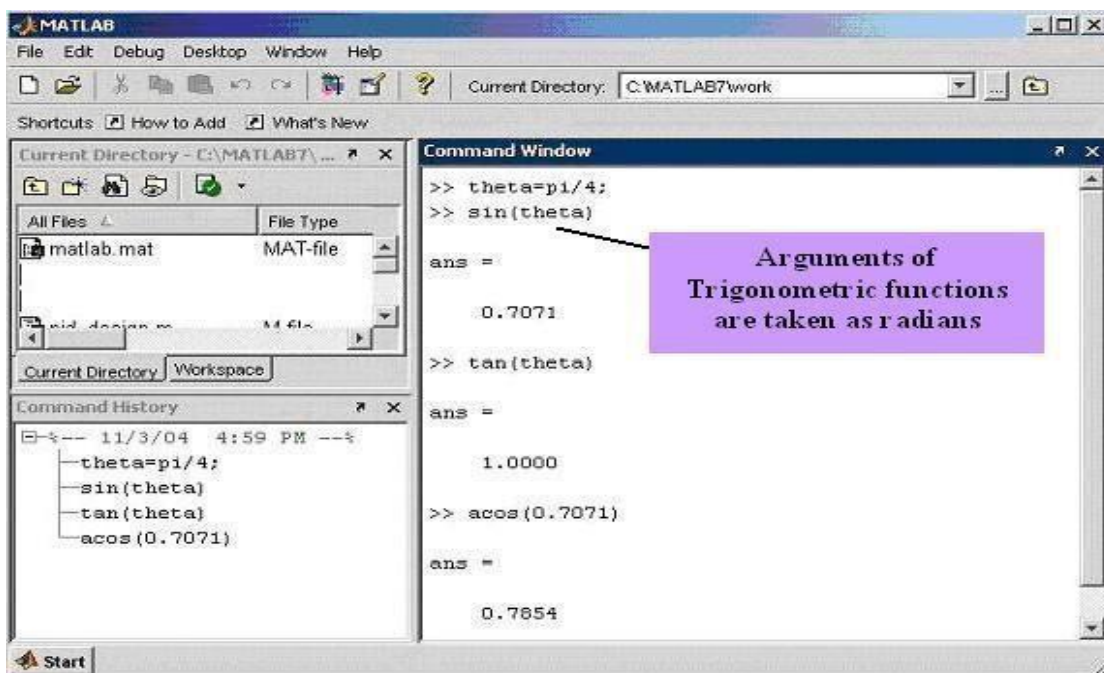 MATLAB
File Edit Debug Desktop Window Help
Current Directory: C:\MATLAB7\work
Shortcuts How to Add What's New
Current Directory - C:\MATLAB7\ ...
All Files File Type
matlab.mat MAT-file
pid_design.m M-file
Current Directory Workspace
Command History
%-- 11/3/04 4:59 PM --%
theta=pi/4;
sin(theta)
tan(theta)
acos(0.7071)
Start
Command Window
>> theta=pi/4;
>> sin(theta)
ans =
0.7071
>> tan(theta)
ans =
1.0000
>> acos(0.7071)
ans =
0.7854
Arguments of
Trigonometric functions
are taken as radians